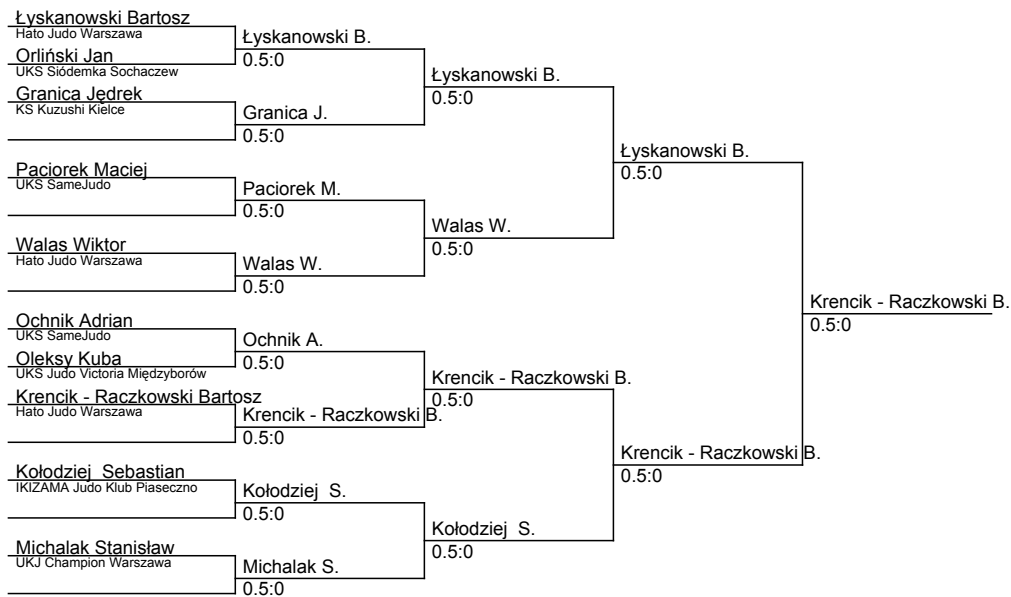 Łyskanowski Bartosz
Hato Judo Warszawa
Orliński Jan
UKS Siódemka Sochaczew
Granica Jędrek
KS Kuzushi Kielce
Paciorek Maciej
UKS SameJudo
Walas Wiktor
Hato Judo Warszawa
Ochnik Adrian
UKS SameJudo
Oleksy Kuba
UKS Judo Victoria Międzyborów
Krencik - Raczkowski Bartosz
Hato Judo Warszawa
Kołodziej  Sebastian
IKIZAMA Judo Klub Piaseczno
Michalak Stanisław
UKJ Champion Warszawa
Łyskanowski B.
0.5:0
Granica J.
0.5:0
Paciorek M.
0.5:0
Walas W.
0.5:0
Ochnik A.
0.5:0
Krencik - Raczkowski B.
0.5:0
Kołodziej  S.
0.5:0
Michalak S.
0.5:0
Łyskanowski B.
0.5:0
Walas W.
0.5:0
Krencik - Raczkowski B.
0.5:0
Kołodziej  S.
0.5:0
Łyskanowski B.
0.5:0
Krencik - Raczkowski B.
0.5:0
Krencik - Raczkowski B.
0.5:0